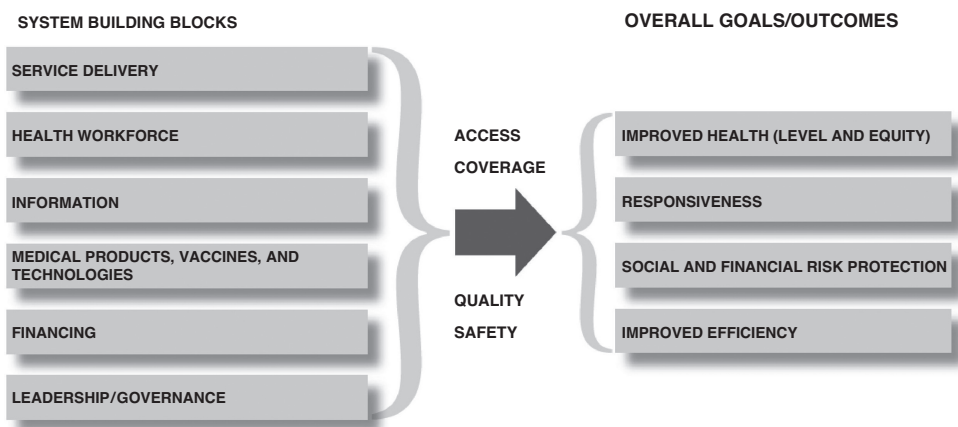 SYSTEM BUILDING BLOCKS
SERVICE DELIVERY
HEALTH WORKFORCE
INFORMATION
MEDICAL PRODUCTS, VACCINES, AND
TECHNOLOGIES
FINANCING
LEADERSHIP/GOVERNANCE
ACCESS
COVERAGE
QUALITY
SAFETY
OVERALL GOALS/OUTCOMES
IMPROVED HEALTH (LEVEL AND EQUITY)
RESPONSIVENESS
SOCIAL AND FINANCIAL RISK PROTECTION
IMPROVED EFFICIENCY